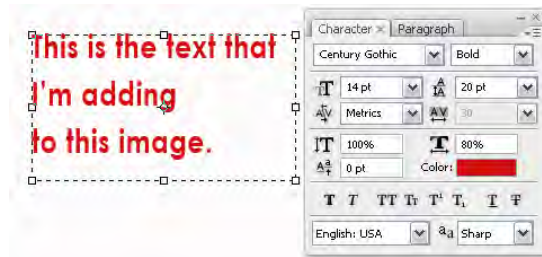 This is the text that
I'm adding
to this image.
Character × Paragraph
Century Gothic Bold
14 pt 20 pt
Metrics 30
100% 80%
0 pt Color:
T T TT Tt T¹ T₁ T T
English: USA aa Sharp